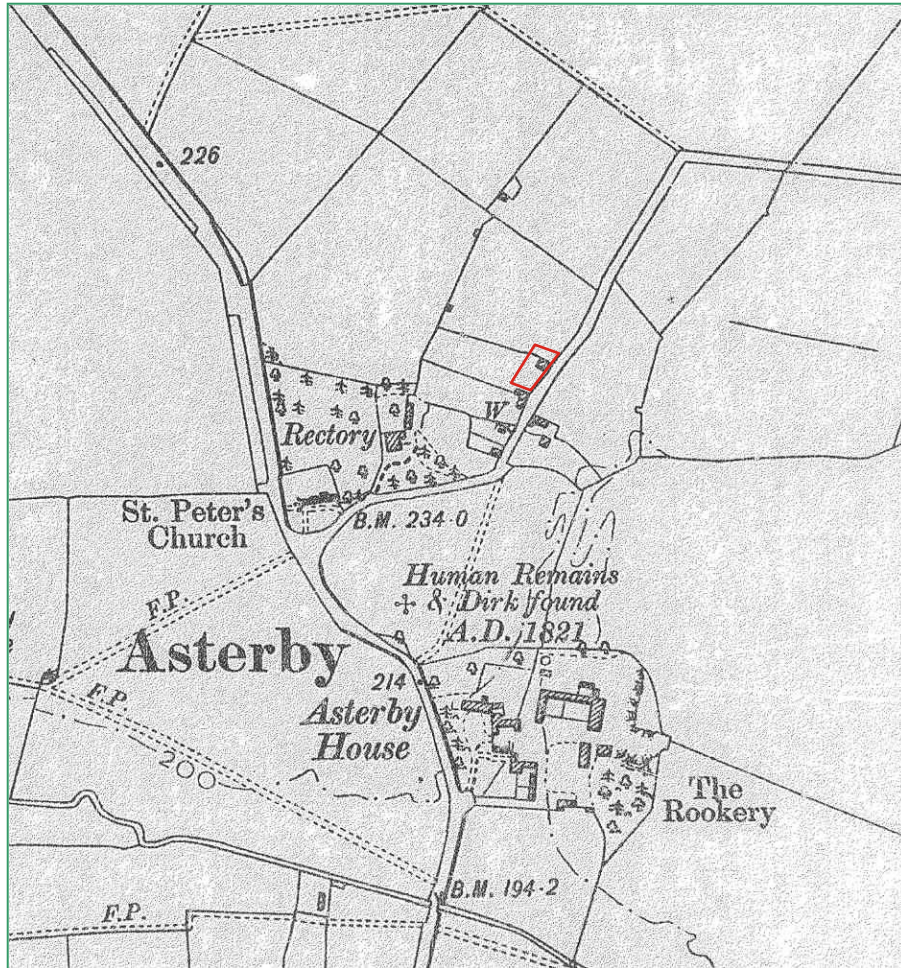 226
Rectory
W
St. Peter's
Church
B.M. 234·0
Human Remains
& Dirk found
A.D. 1821
F.P.
Asterby
214
F.P.
Asterby
House
200
The
Rookery
B.M. 194·2
F.P.